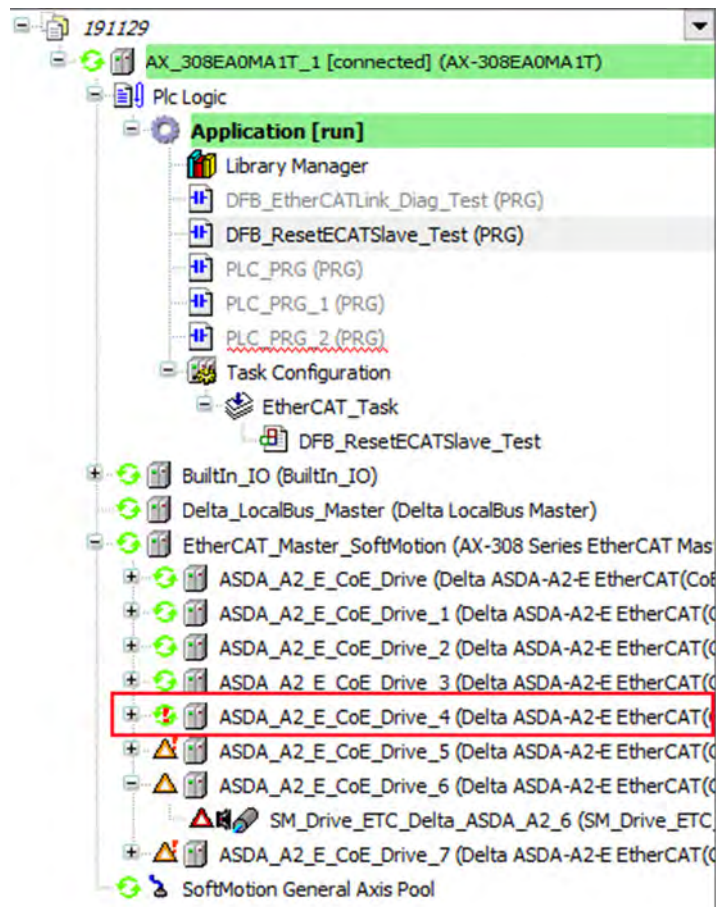 191129
AX_308EA0MA1T_1 [connected] (AX-308EA0MA1T)
Plc Logic
Application [run]
Library Manager
DFB_EtherCATLink_Diag_Test (PRG)
DFB_ResetECATSlave_Test (PRG)
PLC_PRG (PRG)
PLC_PRG_1 (PRG)
PLC_PRG_2 (PRG)
Task Configuration
EtherCAT_Task
DFB_ResetECATSlave_Test
BuiltIn_IO (BuiltIn_IO)
Delta_LocalBus_Master (Delta LocalBus Master)
EtherCAT_Master_SoftMotion (AX-308 Series EtherCAT Mas
ASDA_A2_E_CoE_Drive (Delta ASDA-A2-E EtherCAT(CoE
ASDA_A2_E_CoE_Drive_1 (Delta ASDA-A2-E EtherCAT(C
ASDA_A2_E_CoE_Drive_2 (Delta ASDA-A2-E EtherCAT(C
ASDA_A2_E_CoE_Drive_3 (Delta ASDA-A2-E EtherCAT(C
ASDA_A2_E_CoE_Drive_4 (Delta ASDA-A2-E EtherCAT(
ASDA_A2_E_CoE_Drive_5 (Delta ASDA-A2-E EtherCAT(C
ASDA_A2_E_CoE_Drive_6 (Delta ASDA-A2-E EtherCAT(C
SM_Drive_ETC_Delta_ASDA_A2_6 (SM_Drive_ETC_
ASDA_A2_E_CoE_Drive_7 (Delta ASDA-A2-E EtherCAT(C
SoftMotion General Axis Pool